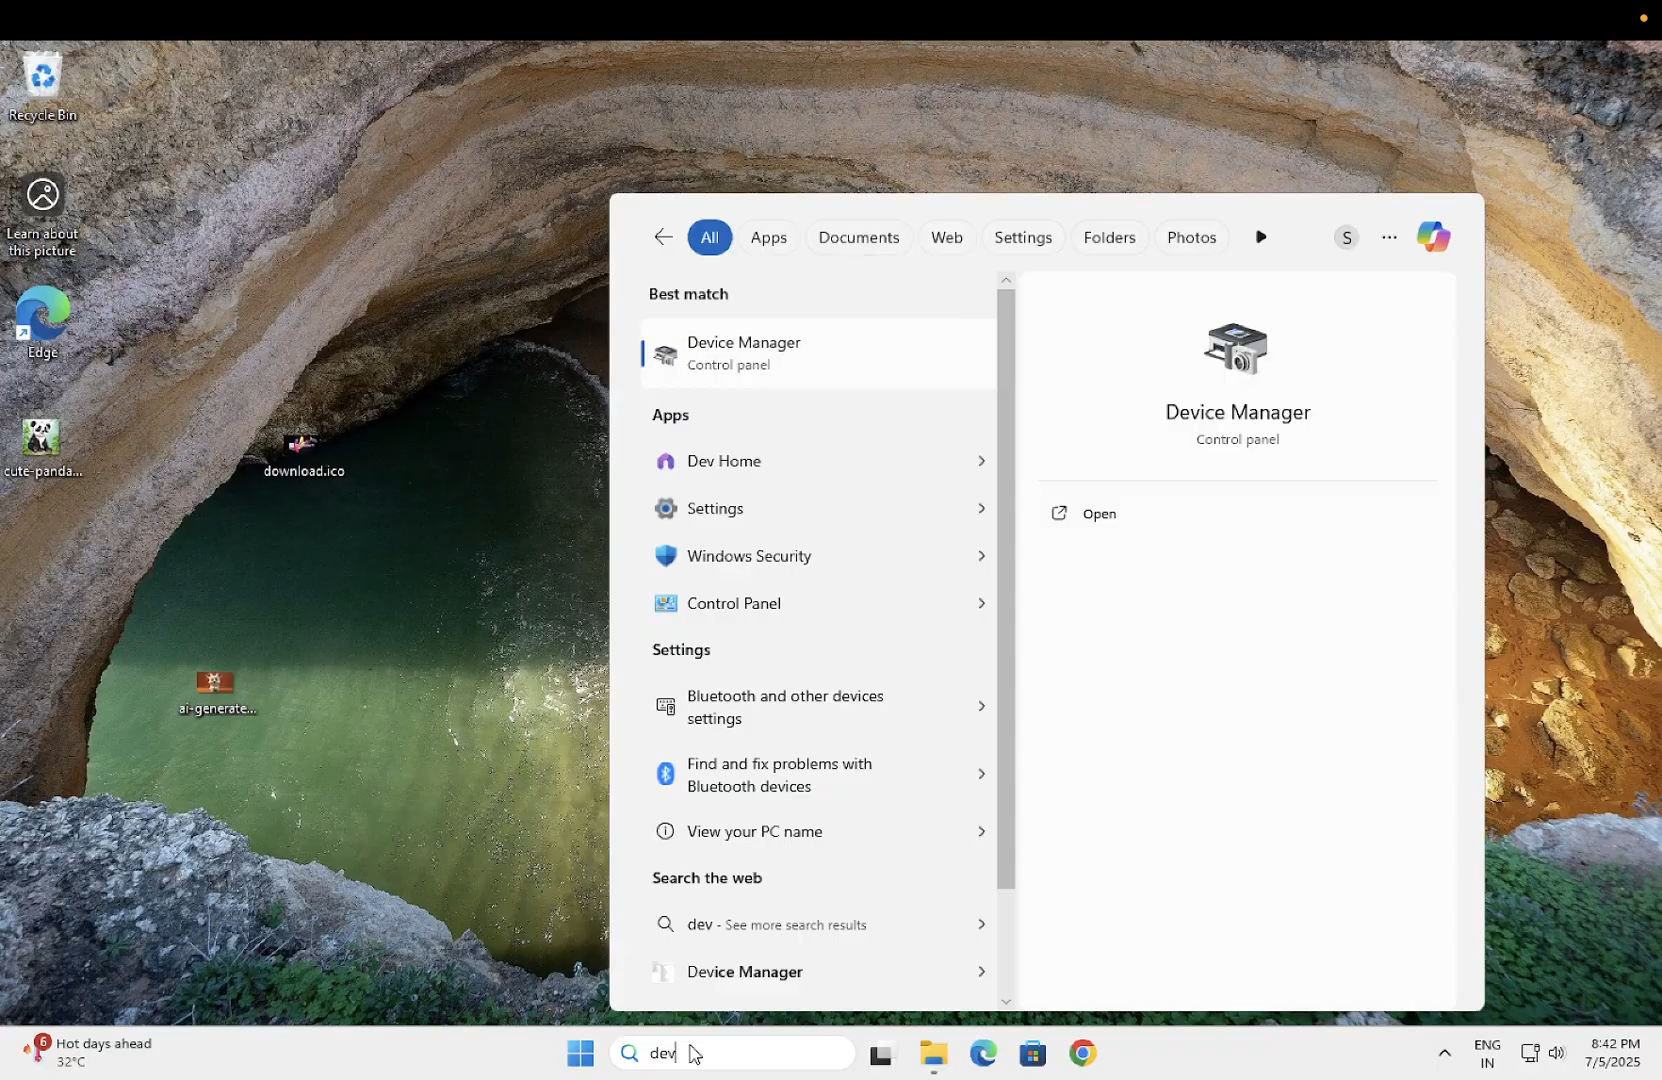 Recycle Bin
Learn about
this picture
Edge
cute-panda...
download.ico
ai-generate...
All
Apps
Documents
Web
Settings
Folders
Photos
S
Best match
Device Manager
Control panel
Apps
Dev Home
Settings
Windows Security
Control Panel
Settings
Bluetooth and other devices
settings
Find and fix problems with
Bluetooth devices
View your PC name
Search the web
dev - See more search results
Device Manager
Device Manager
Control panel
Open
6
Hot days ahead
32°C
dev
ENG
IN
8:42 PM
7/5/2025